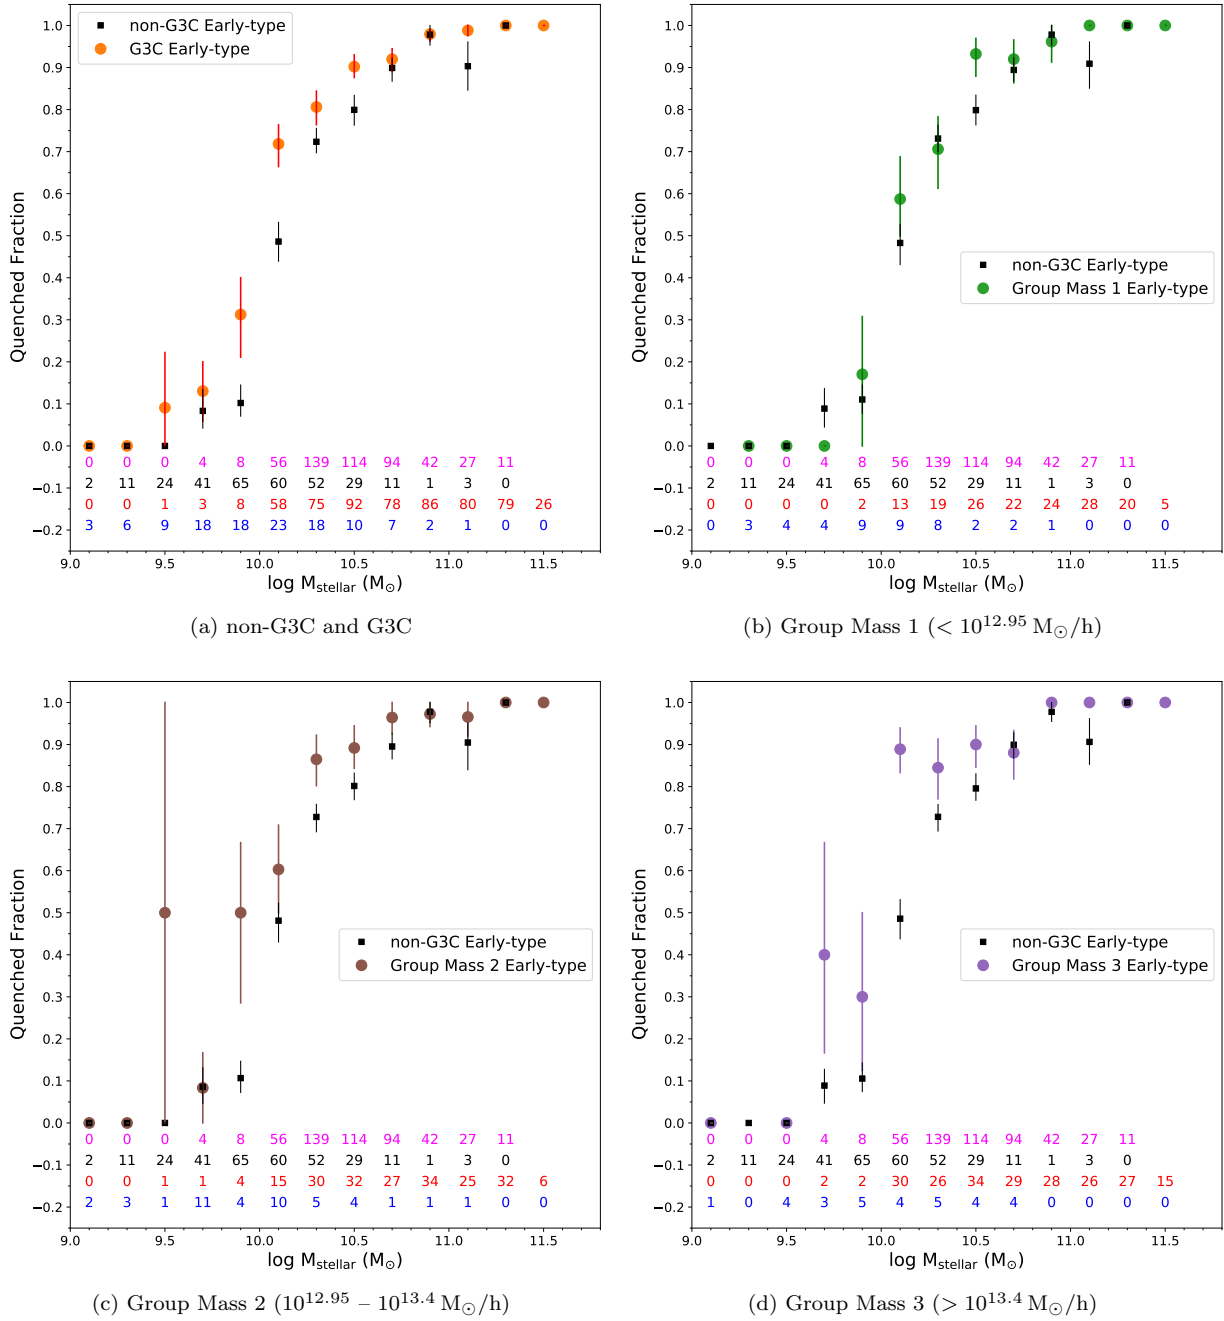 non-G3C Early-type
G3C Early-type
Quenched Fraction
1.0
0.9
0.8
0.7
0.6
0.5
0.4
0.3
0.2
0.1
0.0
−0.1
−0.2
0 0 0 4 8 56 139 114 94 42 27 11
2 11 24 41 65 60 52 29 11 1 3 0
0 0 1 3 8 58 75 92 78 86 80 79 26
3 6 9 18 18 23 18 10 7 2 1 0 0
9.0 9.5 10.0 10.5 11.0 11.5
log M_stellar (M_⊙)
(a) non-G3C and G3C
non-G3C Early-type
Group Mass 1 Early-type
Quenched Fraction
1.0
0.9
0.8
0.7
0.6
0.5
0.4
0.3
0.2
0.1
0.0
−0.1
−0.2
0 0 0 4 8 56 139 114 94 42 27 11
2 11 24 41 65 60 52 29 11 1 3 0
0 0 0 0 2 13 19 26 22 24 28 20 5
0 3 4 4 9 9 8 2 2 1 0 0 0
9.0 9.5 10.0 10.5 11.0 11.5
log M_stellar (M_⊙)
(b) Group Mass 1 (< 10^12.95 M_⊙/h)
non-G3C Early-type
Group Mass 2 Early-type
Quenched Fraction
1.0
0.9
0.8
0.7
0.6
0.5
0.4
0.3
0.2
0.1
0.0
−0.1
−0.2
0 0 0 4 8 56 139 114 94 42 27 11
2 11 24 41 65 60 52 29 11 1 3 0
0 0 1 1 4 15 30 32 27 34 25 32 6
2 3 1 11 4 10 5 4 1 1 1 0 0
9.0 9.5 10.0 10.5 11.0 11.5
log M_stellar (M_⊙)
(c) Group Mass 2 (10^12.95 – 10^13.4 M_⊙/h)
non-G3C Early-type
Group Mass 3 Early-type
Quenched Fraction
1.0
0.9
0.8
0.7
0.6
0.5
0.4
0.3
0.2
0.1
0.0
−0.1
−0.2
0 0 0 4 8 56 139 114 94 42 27 11
2 11 24 41 65 60 52 29 11 1 3 0
0 0 0 2 2 30 26 34 29 28 26 27 15
1 0 4 3 5 4 5 4 4 0 0 0 0
9.0 9.5 10.0 10.5 11.0 11.5
log M_stellar (M_⊙)
(d) Group Mass 3 (> 10^13.4 M_⊙/h)